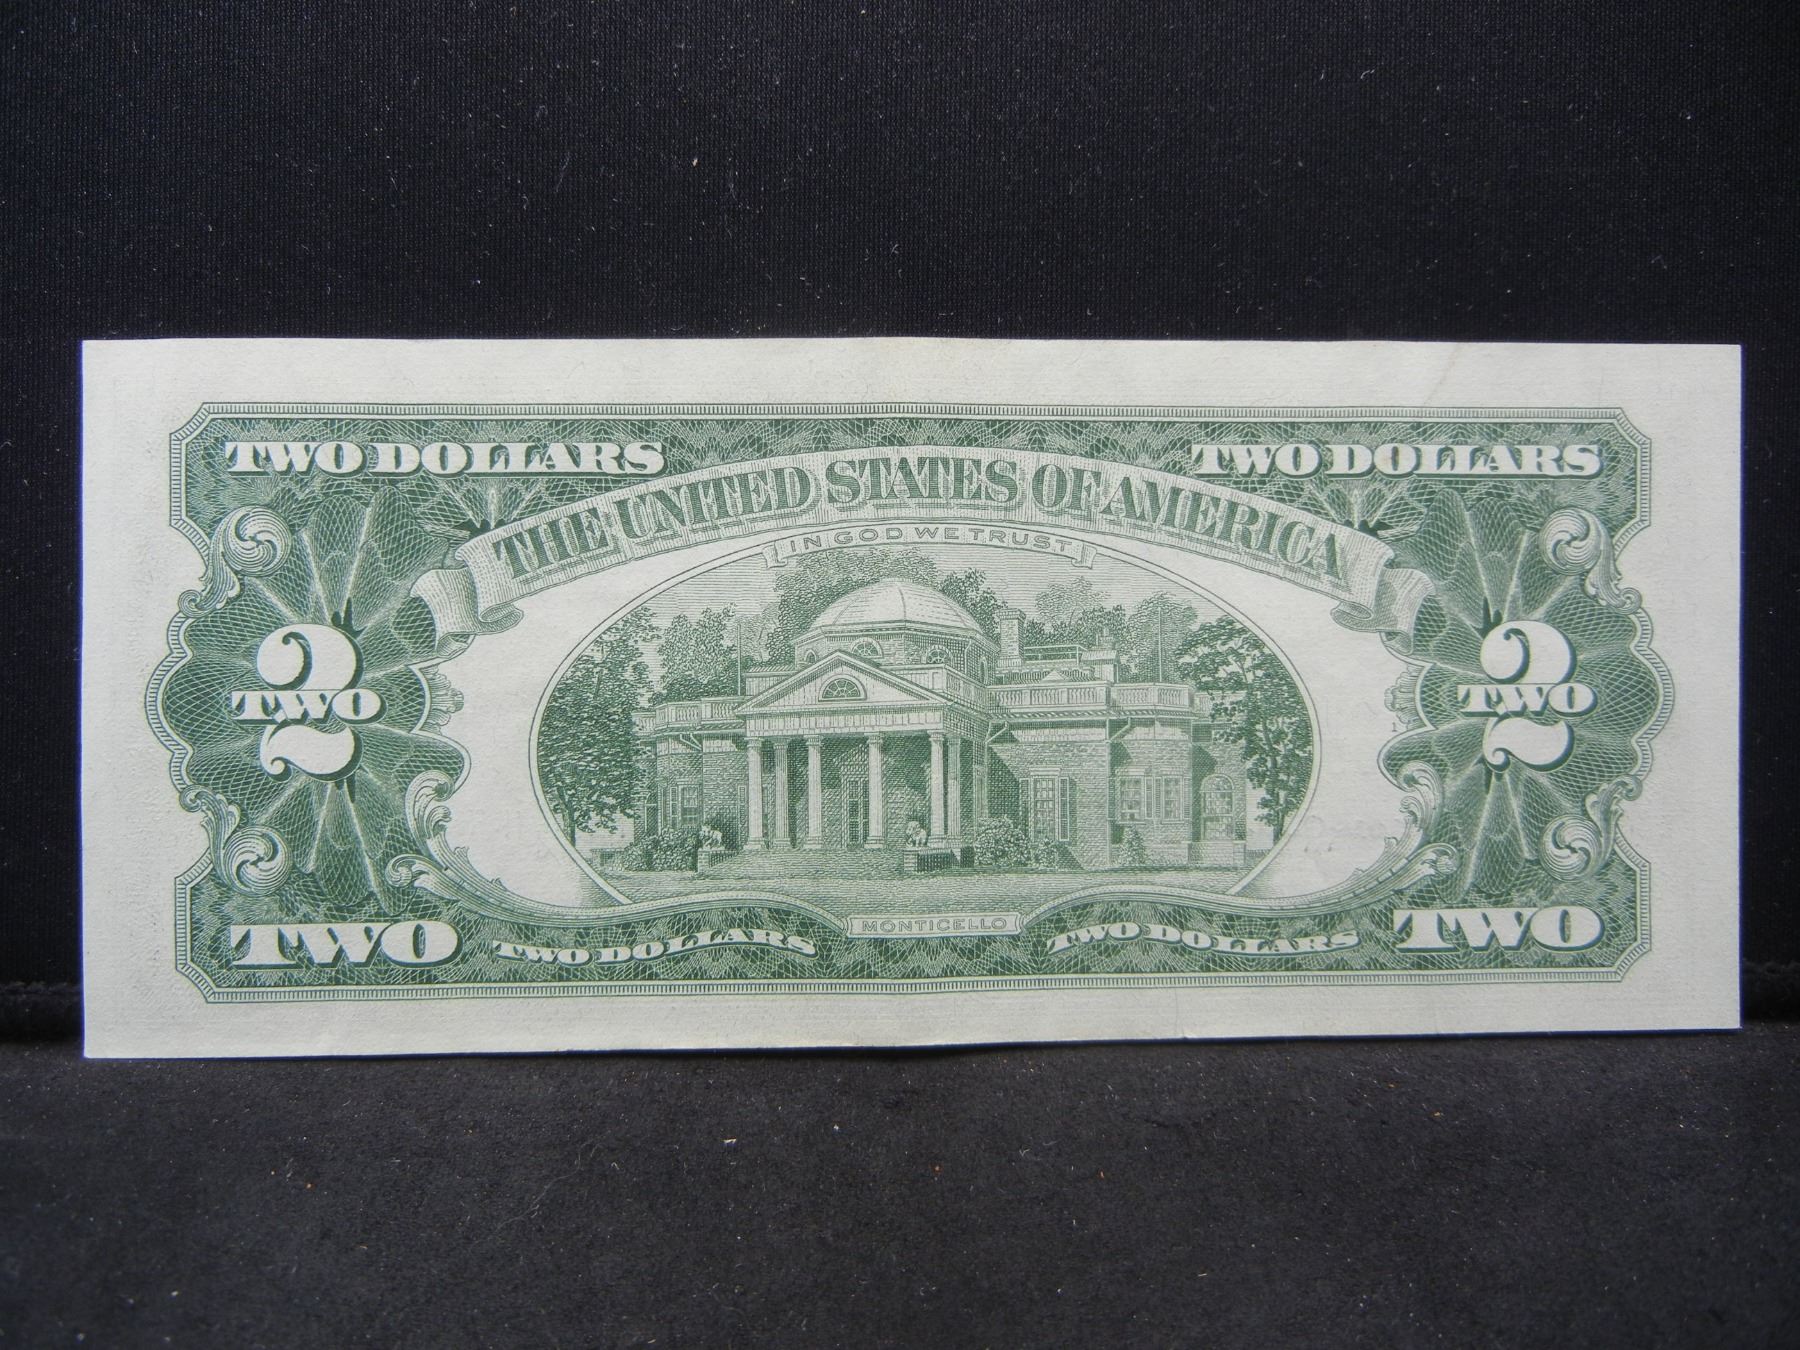 TWO DOLLARS TWO DOLLARS
THE UNITED STATES OF AMERICA
IN GOD WE TRUST
2 2
TWO TWO
1
MONTICELLO
TWO TWO DOLLARS TWO DOLLARS TWO